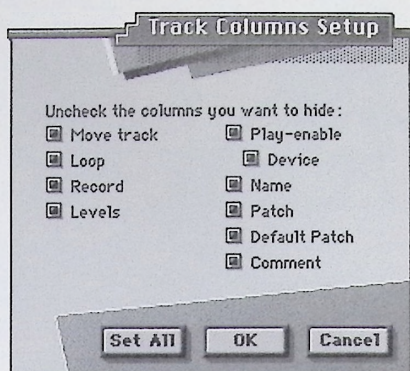 Track Columns Setup
Uncheck the columns you want to hide:
Move track
Loop
Record
Levels
Play-enable
Device
Name
Patch
Default Patch
Comment
Set All
OK
Cancel